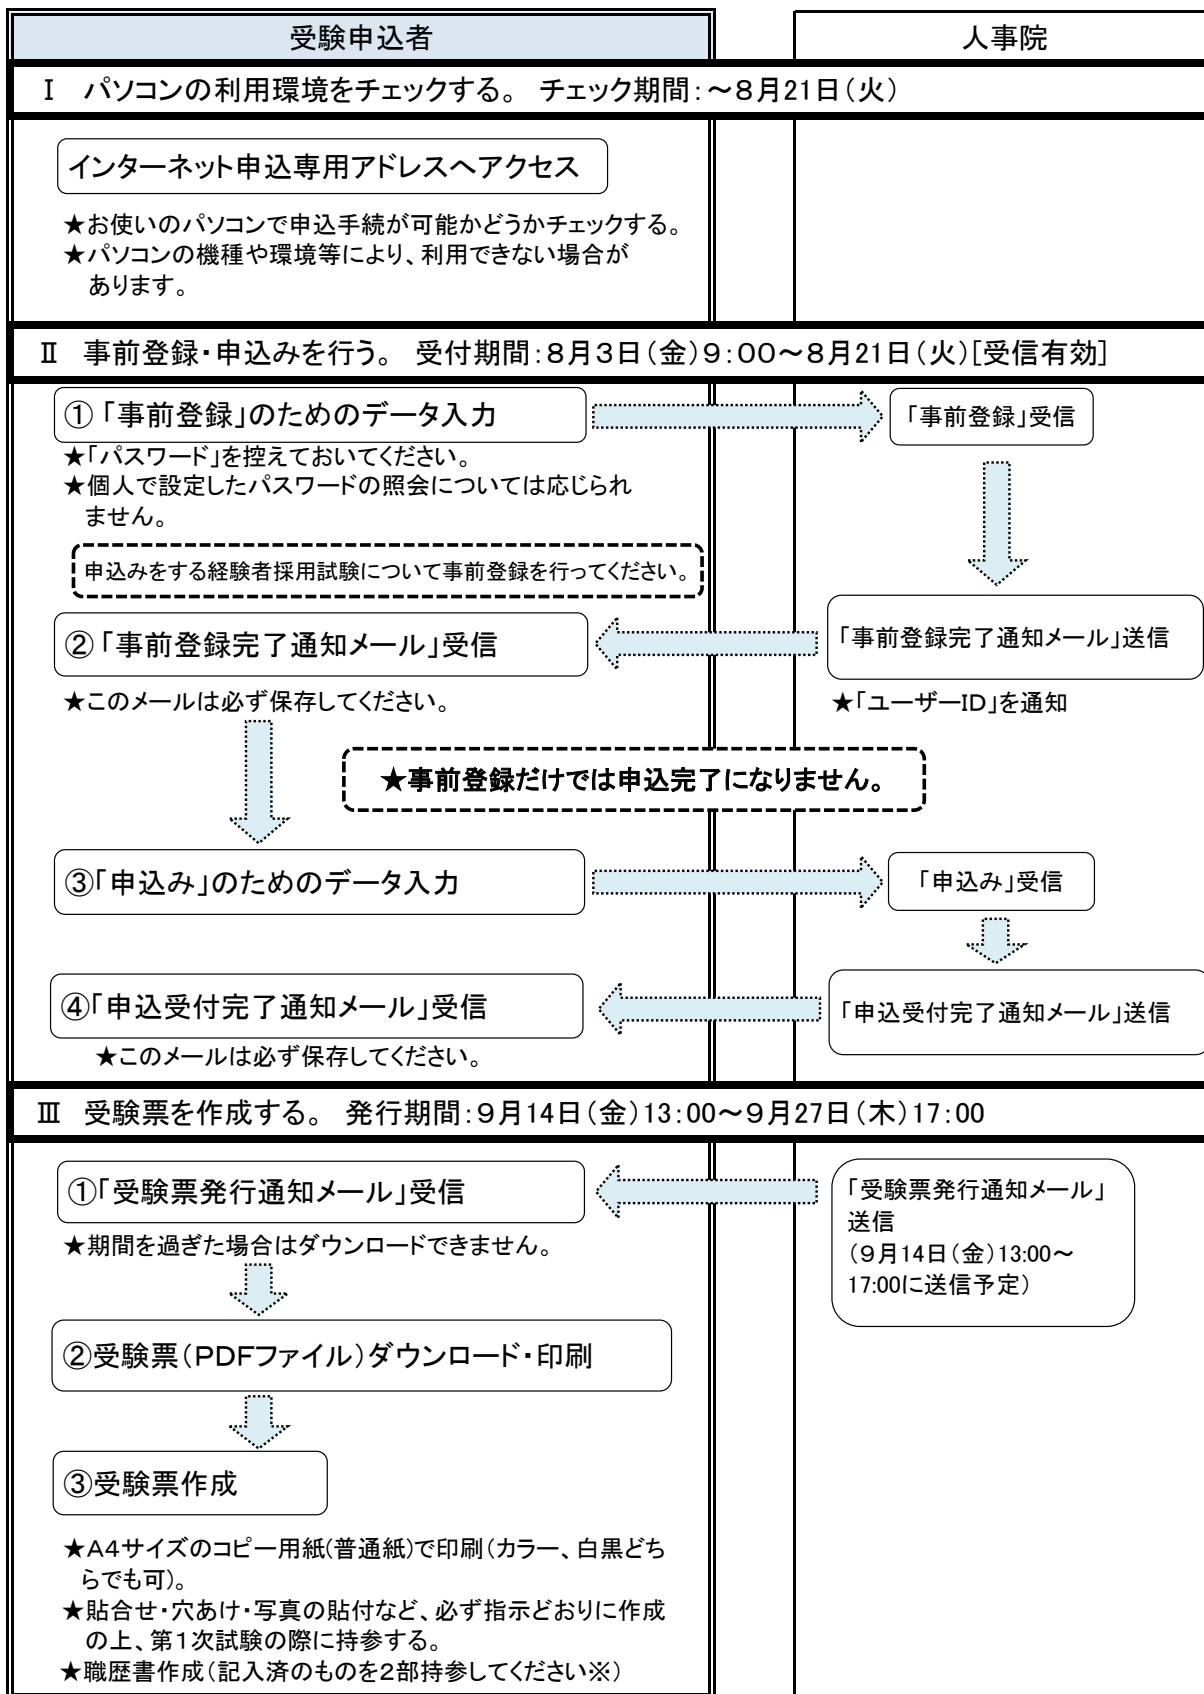 受験申込者
人事院
Ⅰ　パソコンの利用環境をチェックする。　チェック期間：～８月21日（火）
インターネット申込専用アドレスへアクセス
★お使いのパソコンで申込手続が可能かどうかチェックする。
★パソコンの機種や環境等により、利用できない場合が
あります。
Ⅱ　事前登録・申込みを行う。　受付期間：８月３日（金）９：００～８月21日（火）[受信有効]
①「事前登録」のためのデータ入力
「事前登録」受信
★「パスワード」を控えておいてください。
★個人で設定したパスワードの照会については応じられ
ません。
申込みをする経験者採用試験について事前登録を行ってください。
②「事前登録完了通知メール」受信
「事前登録完了通知メール」送信
★このメールは必ず保存してください。
★「ユーザーＩＤ」を通知
★事前登録だけでは申込完了になりません。
③「申込み」のためのデータ入力
「申込み」受信
④「申込受付完了通知メール」受信
「申込受付完了通知メール」送信
★このメールは必ず保存してください。
Ⅲ　受験票を作成する。　発行期間：９月14日（金）13：00～９月27日（木）17：00
①「受験票発行通知メール」受信
「受験票発行通知メール」
送信
（９月14日（金）13:00～
17:00に送信予定）
★期間を過ぎた場合はダウンロードできません。
②受験票（ＰＤＦファイル）ダウンロード・印刷
③受験票作成
★Ａ４サイズのコピー用紙(普通紙)で印刷（カラー、白黒どち
らでも可）。
★貼合せ・穴あけ・写真の貼付など、必ず指示どおりに作成
の上、第１次試験の際に持参する。
★職歴書作成（記入済のものを２部持参してください※）